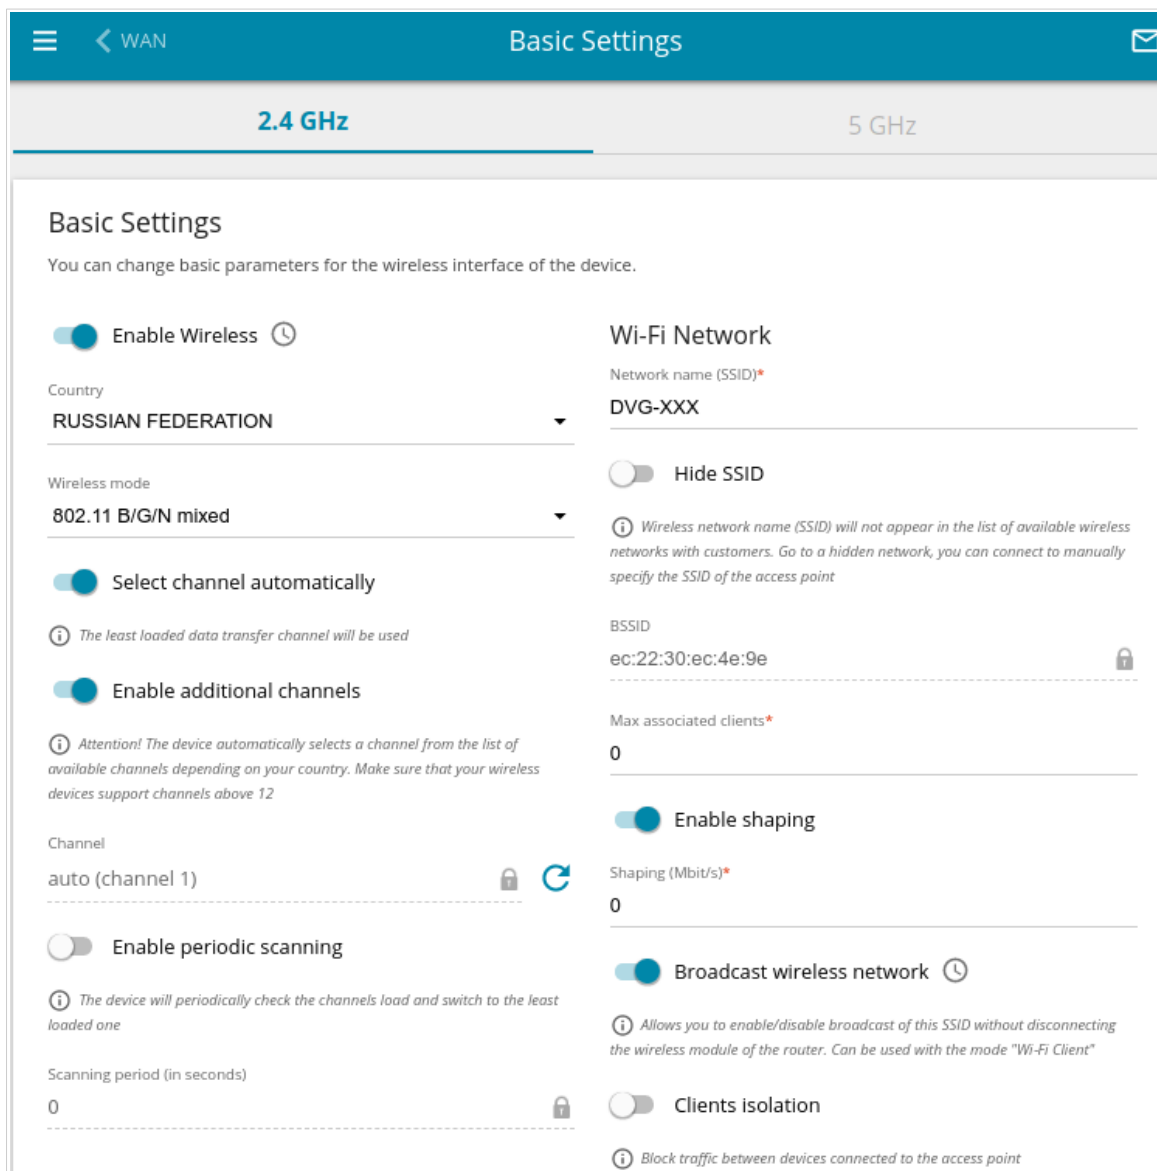 WAN
Basic Settings
2.4 GHz
5 GHz
Basic Settings
You can change basic parameters for the wireless interface of the device.
Enable Wireless
Country
RUSSIAN FEDERATION
Wireless mode
802.11 B/G/N mixed
Select channel automatically
The least loaded data transfer channel will be used
Enable additional channels
Attention! The device automatically selects a channel from the list of
available channels depending on your country. Make sure that your wireless
devices support channels above 12
Channel
auto (channel 1)
Enable periodic scanning
The device will periodically check the channels load and switch to the least
loaded one
Scanning period (in seconds)
0
Wi-Fi Network
Network name (SSID)*
DVG-XXX
Hide SSID
Wireless network name (SSID) will not appear in the list of available wireless
networks with customers. Go to a hidden network, you can connect to manually
specify the SSID of the access point
BSSID
ec:22:30:ec:4e:9e
Max associated clients*
0
Enable shaping
Shaping (Mbit/s)*
0
Broadcast wireless network
Allows you to enable/disable broadcast of this SSID without disconnecting
the wireless module of the router. Can be used with the mode "Wi-Fi Client"
Clients isolation
Block traffic between devices connected to the access point